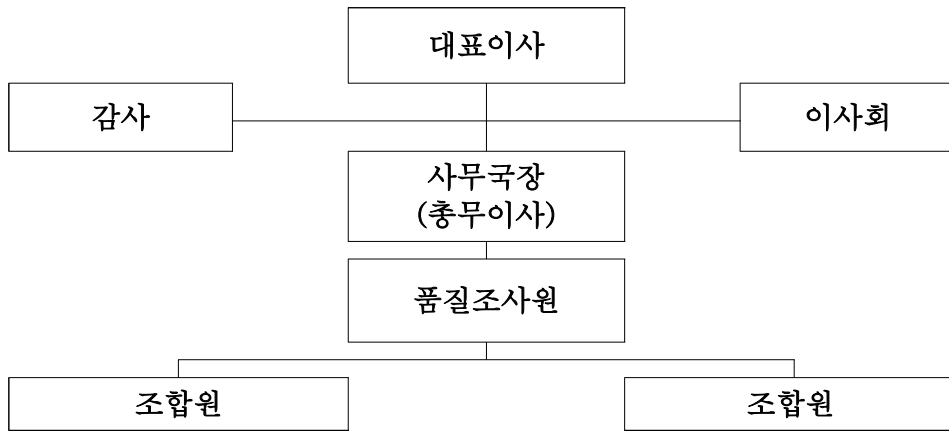 대표이사
감사
이사회
사무국장
(총무이사)
품질조사원
조합원
조합원